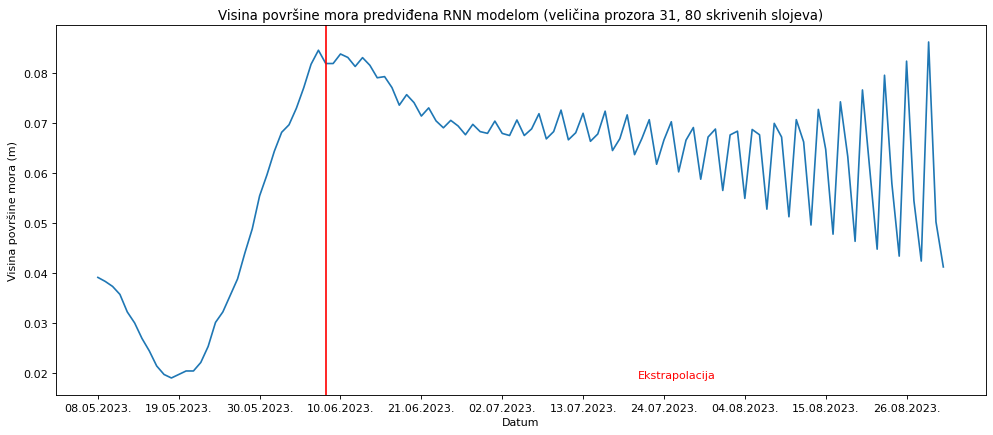 Visina površine mora predviđena RNN modelom (veličina prozora 31, 80 skrivenih slojeva)
Visina površine mora (m)
0.08
0.07
0.06
0.05
0.04
0.03
0.02
Ekstrapolacija
08.05.2023. 19.05.2023. 30.05.2023. 10.06.2023. 21.06.2023. 02.07.2023. 13.07.2023. 24.07.2023. 04.08.2023. 15.08.2023. 26.08.2023.
Datum